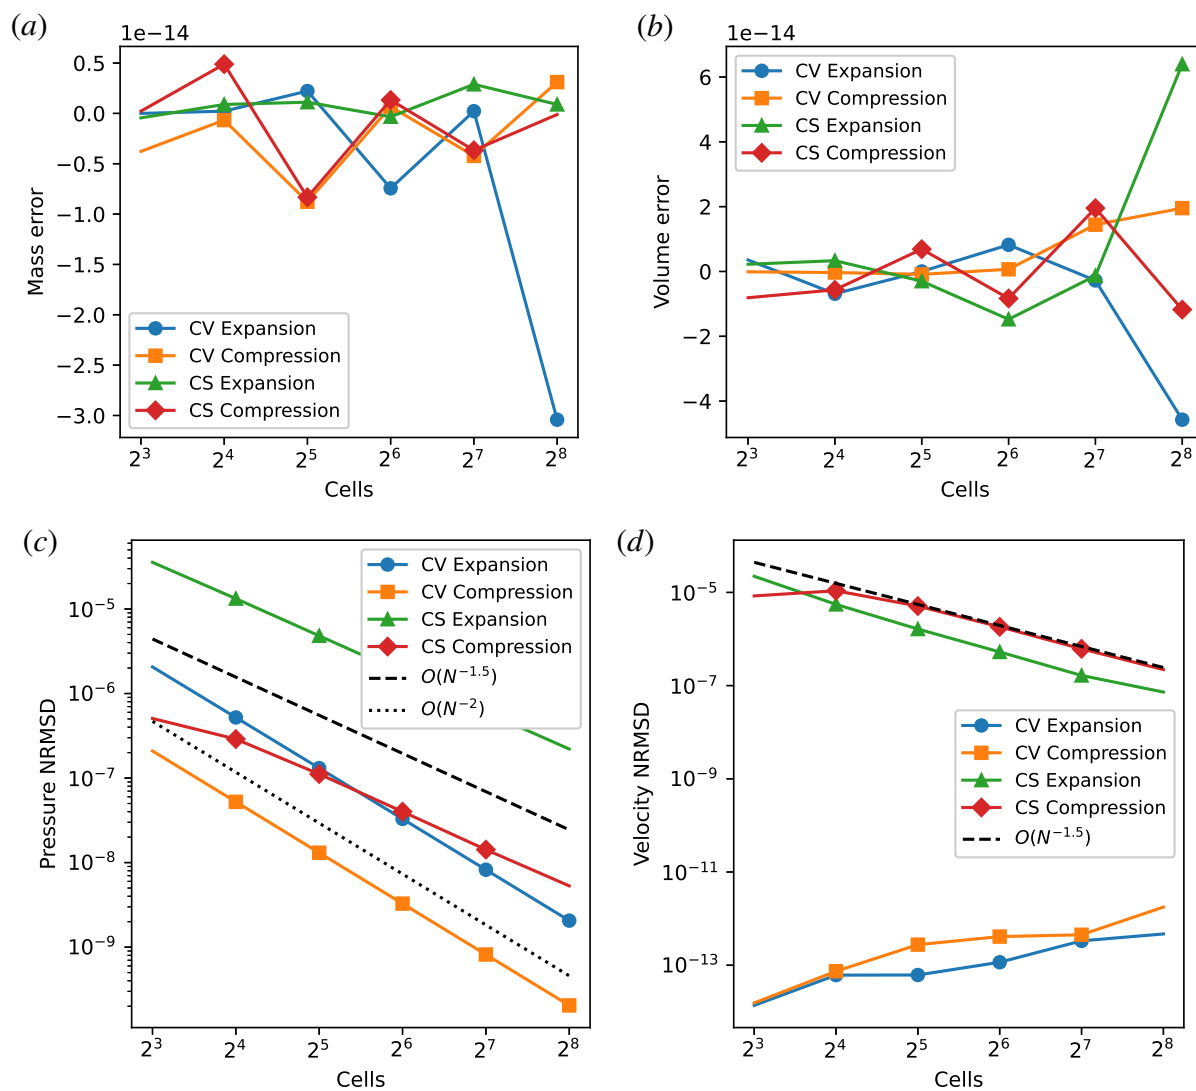 (a)
1e−14
0.5
0.0
−0.5
−1.0
−1.5
−2.0
−2.5
−3.0
Mass error
CV Expansion
CV Compression
CS Expansion
CS Compression
2^3 2^4 2^5 2^6 2^7 2^8
Cells
(b)
1e−14
6
4
2
0
−2
−4
Volume error
CV Expansion
CV Compression
CS Expansion
CS Compression
2^3 2^4 2^5 2^6 2^7 2^8
Cells
(c)
10^−5
10^−6
10^−7
10^−8
10^−9
Pressure NRMSD
CV Expansion
CV Compression
CS Expansion
CS Compression
O(N^−1.5)
O(N^−2)
2^3 2^4 2^5 2^6 2^7 2^8
Cells
(d)
10^−5
10^−7
10^−9
10^−11
10^−13
Velocity NRMSD
CV Expansion
CV Compression
CS Expansion
CS Compression
O(N^−1.5)
2^3 2^4 2^5 2^6 2^7 2^8
Cells